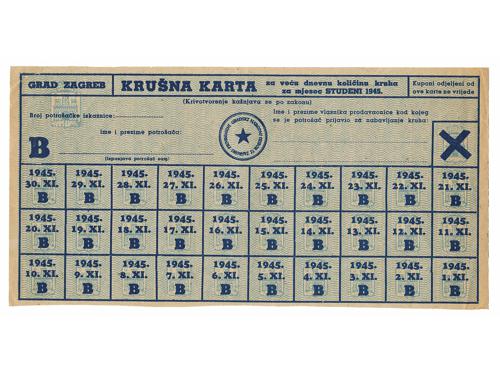 GRAD ZAGREB
KRUŠNA KARTA
za veću dnevnu količinu kruha
za mjesec STUDENI 1945.
Kuponi odjeljeni od
ove karte ne vrijede
(Krivotvorenje kažnjava se po zakonu)
Broj potrošačke iskaznice:
Ime i prezime vlasnika prodavaonice kod kojeg
se je potrošač prijavio za nabavljanje kruha:
ime i prezime potrošača:
B
(Ispunjava potrošač sam)
X
1945. 1945. 1945. 1945. 1945. 1945. 1945. 1945. 1945. 1945.
30. XI. 29. XI. 28. XI. 27. XI. 26. XI. 25. XI. 24. XI. 23. XI. 22. XI. 21. XI.
B B B B B B B B B B
1945. 1945. 1945. 1945. 1945. 1945. 1945. 1945. 1945. 1945.
20. XI. 19. XI. 18. XI. 17. XI. 16. XI. 15. XI. 14. XI. 13. XI. 12. XI. 11. XI.
B B B B B B B B B B
1945. 1945. 1945. 1945. 1945. 1945. 1945. 1945. 1945. 1945.
10. XI. 9. XI. 8. XI. 7. XI. 6. XI. 5. XI. 4. XI. 3. XI. 2. XI. 1. XI.
B B B B B B B B B B